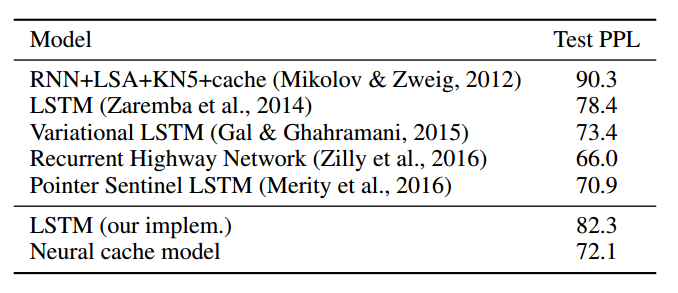 Model Test PPL
RNN+LSA+KN5+cache (Mikolov & Zweig, 2012) 90.3
LSTM (Zaremba et al., 2014) 78.4
Variational LSTM (Gal & Ghahramani, 2015) 73.4
Recurrent Highway Network (Zilly et al., 2016) 66.0
Pointer Sentinel LSTM (Merity et al., 2016) 70.9
LSTM (our implem.) 82.3
Neural cache model 72.1